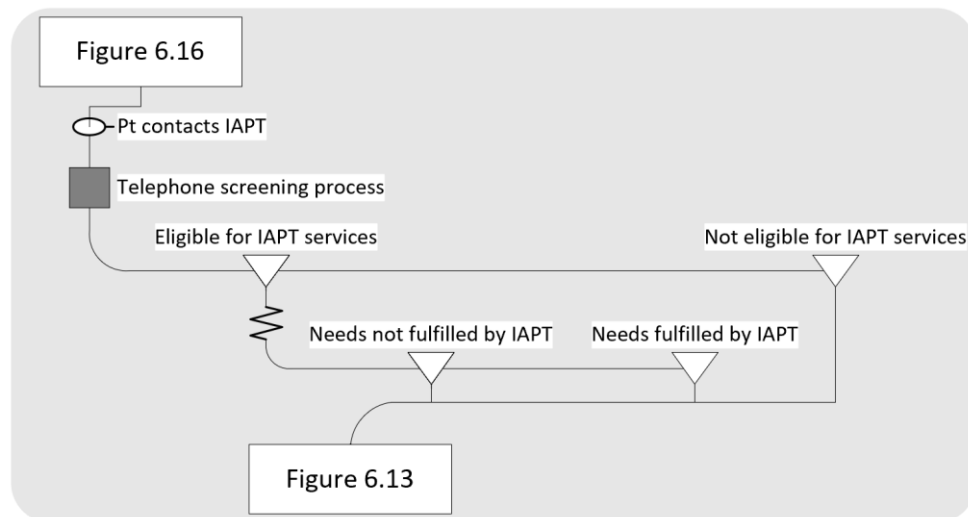 Figure 6.16
Pt contacts IAPT
Telephone screening process
Eligible for IAPT services
Not eligible for IAPT services
Needs not fulfilled by IAPT
Needs fulfilled by IAPT
Figure 6.13